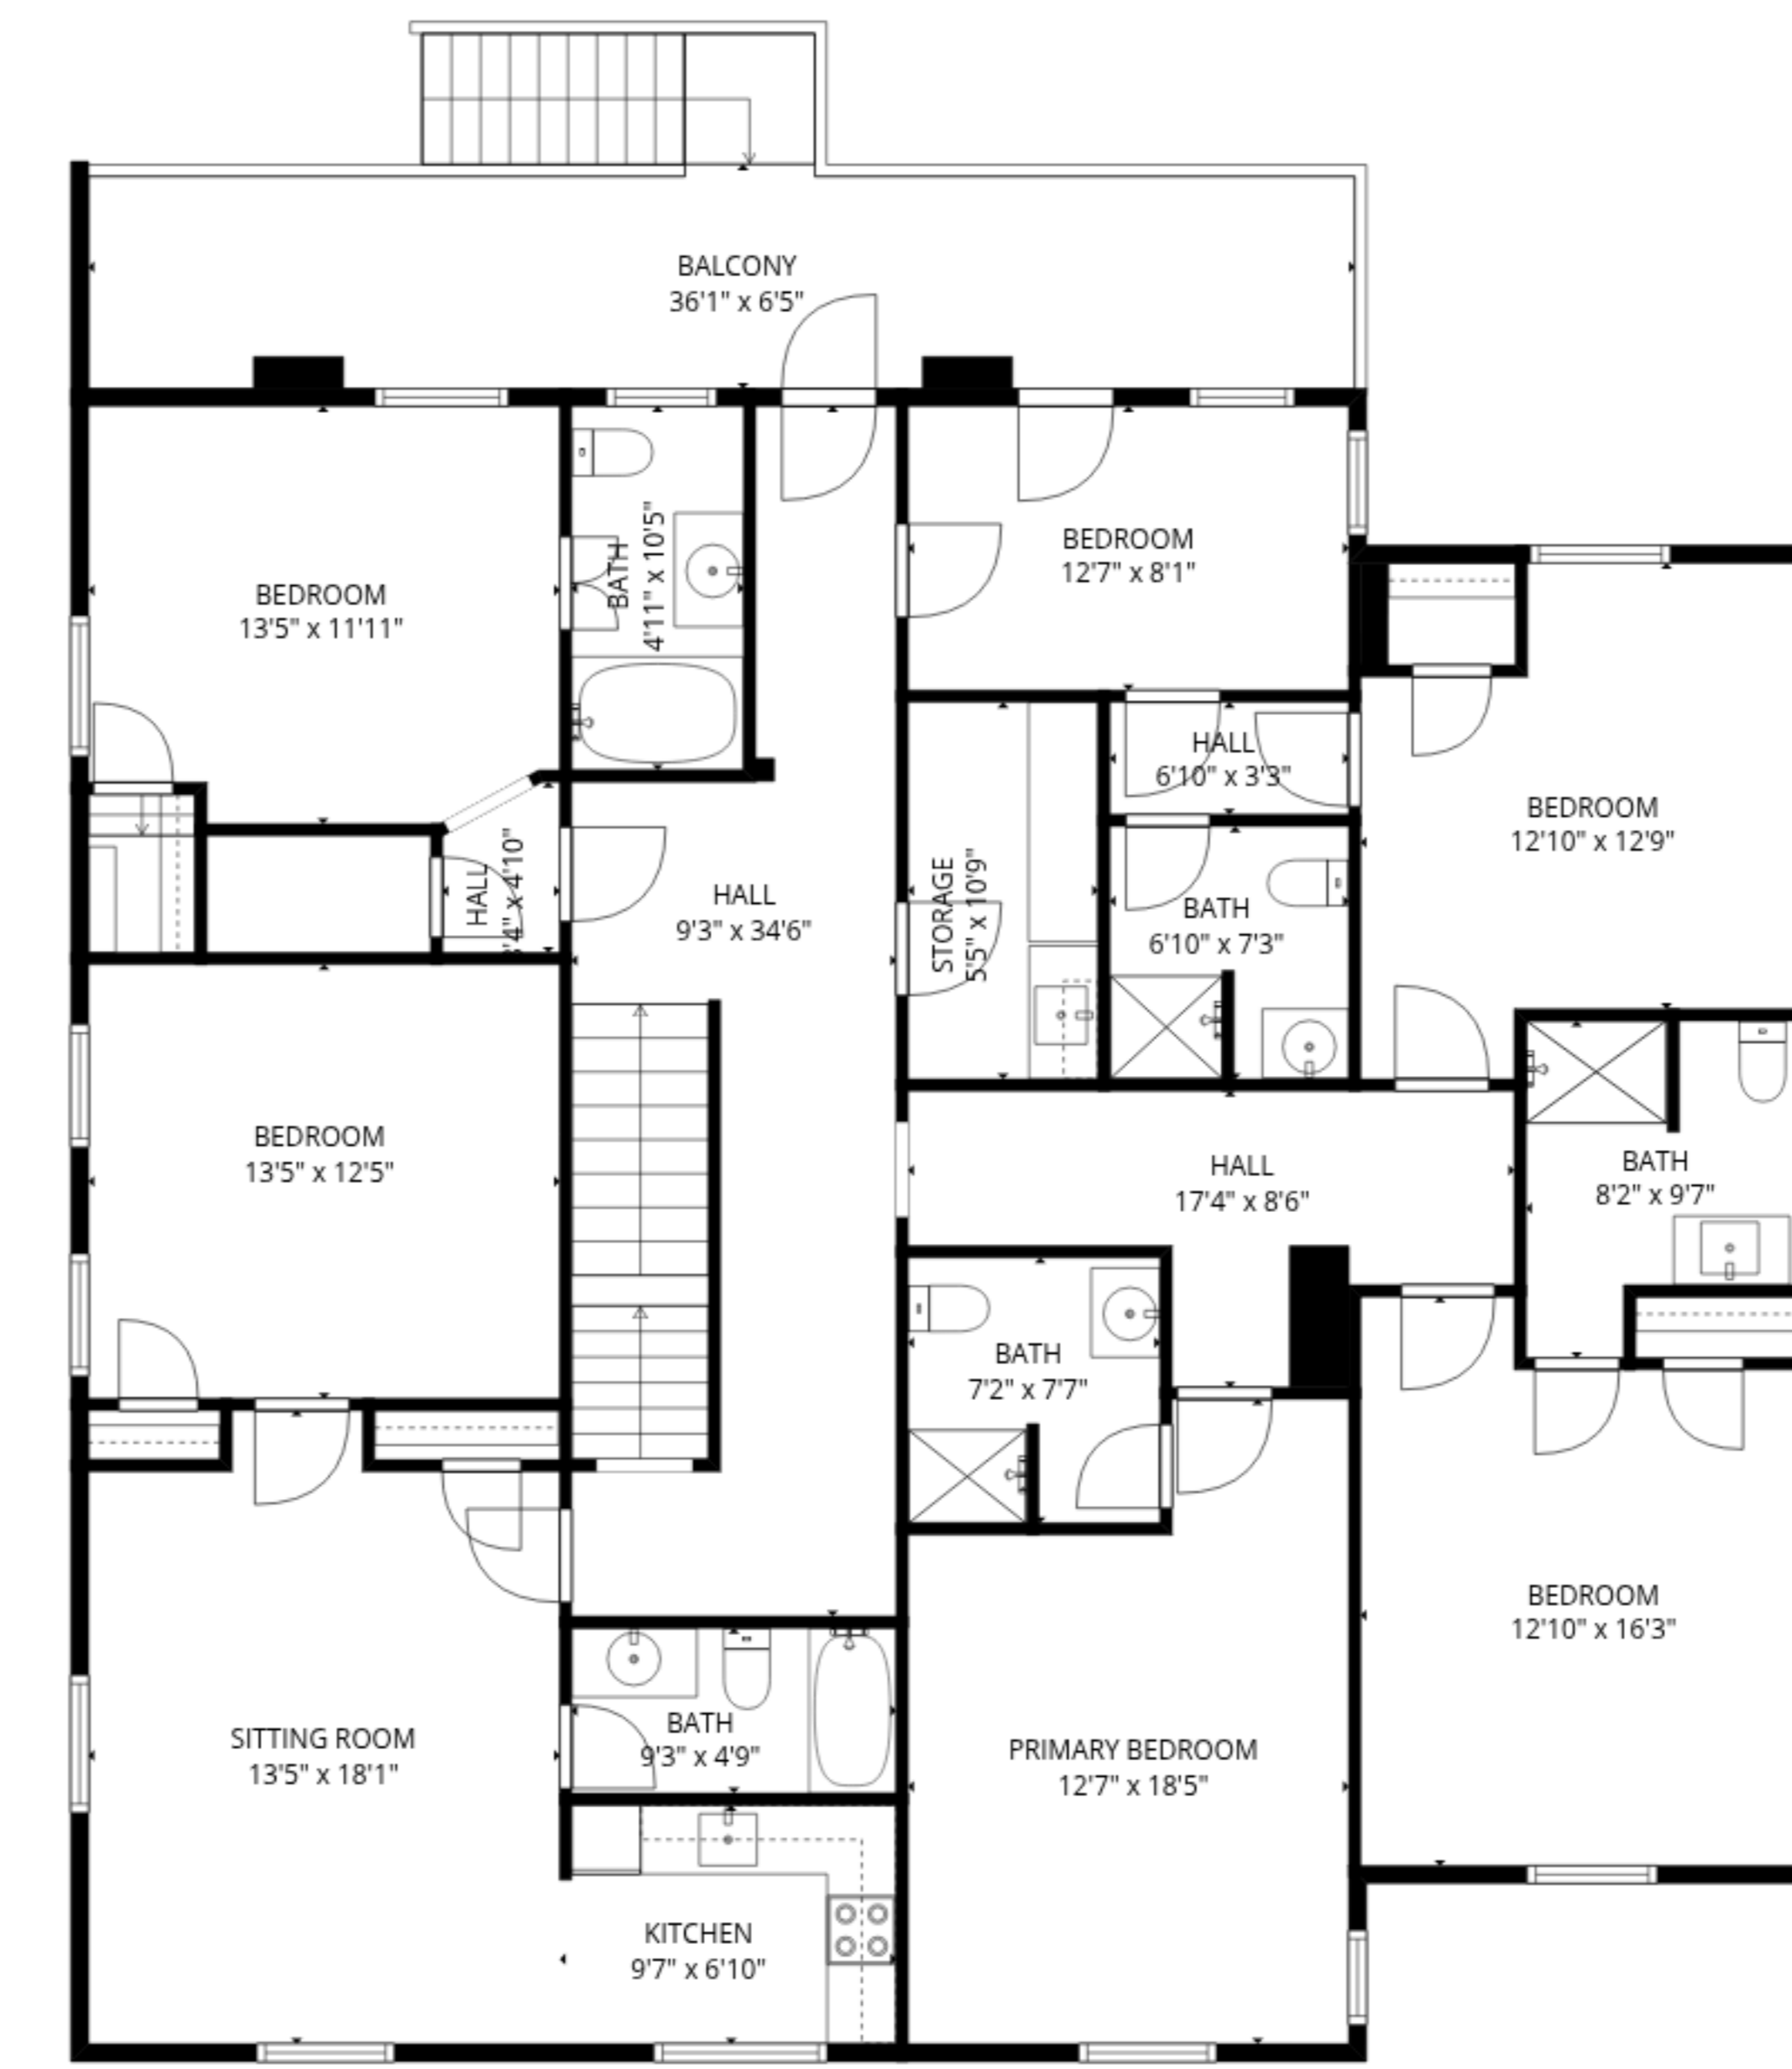 BALCONY
36'1" x 6'5"
BEDROOM
13'5" x 11'11"
BATH
4'11" x 10'5"
BEDROOM
12'7" x 8'1"
HALL
6'10" x 3'3"
BEDROOM
12'10" x 12'9"
HALL
3'4" x 4'10"
HALL
9'3" x 34'6"
STORAGE
5'5" x 10'9"
BATH
6'10" x 7'3"
BEDROOM
13'5" x 12'5"
HALL
17'4" x 8'6"
BATH
8'2" x 9'7"
BATH
7'2" x 7'7"
BEDROOM
12'10" x 16'3"
SITTING ROOM
13'5" x 18'1"
BATH
9'3" x 4'9"
PRIMARY BEDROOM
12'7" x 18'5"
KITCHEN
9'7" x 6'10"